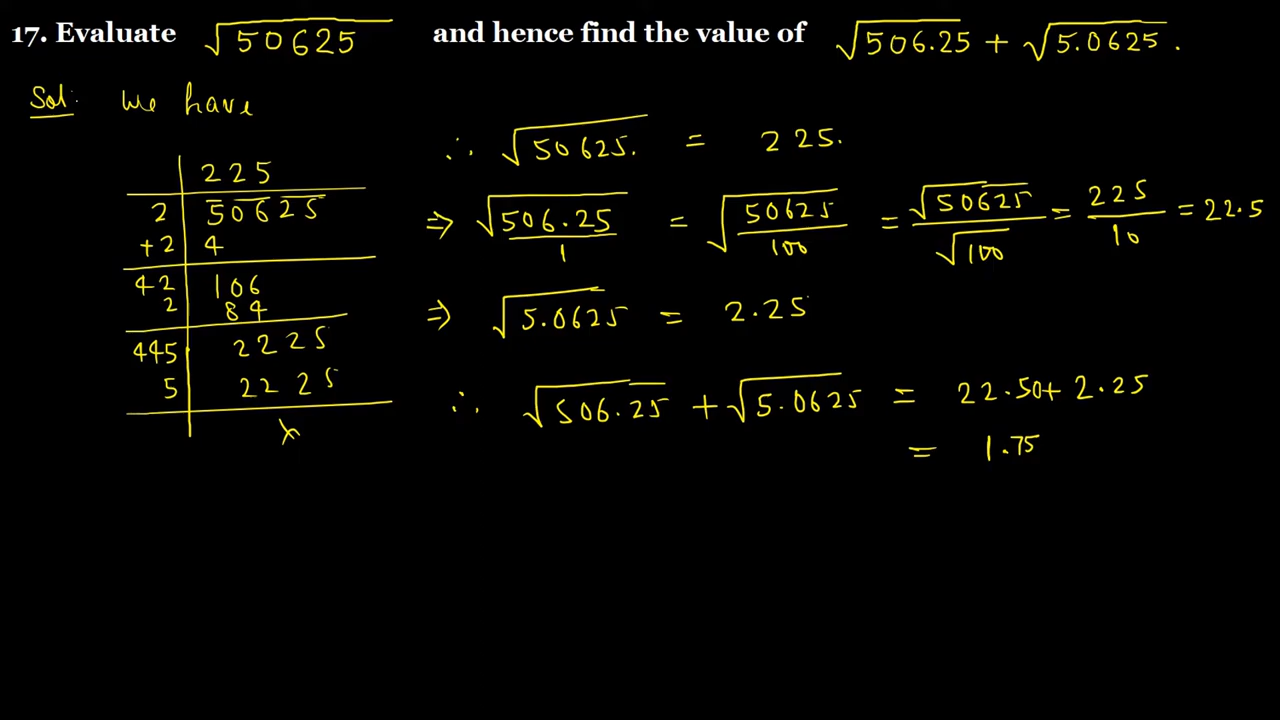 17. Evaluate √50625 and hence find the value of √506.25 + √5.0625.
Sol: We have
225
2 | 50625
+2 | 4
42 | 106
2 | 84
445 | 2225
5 | 2225
x
∴ √50625. = 225.
⇒ √506.25/1 = √(50625/100) = √50625/√100 = 225/10 = 22.5
⇒ √5.0625 = 2.25
∴ √506.25 + √5.0625 = 22.50+ 2.25
= 1.75